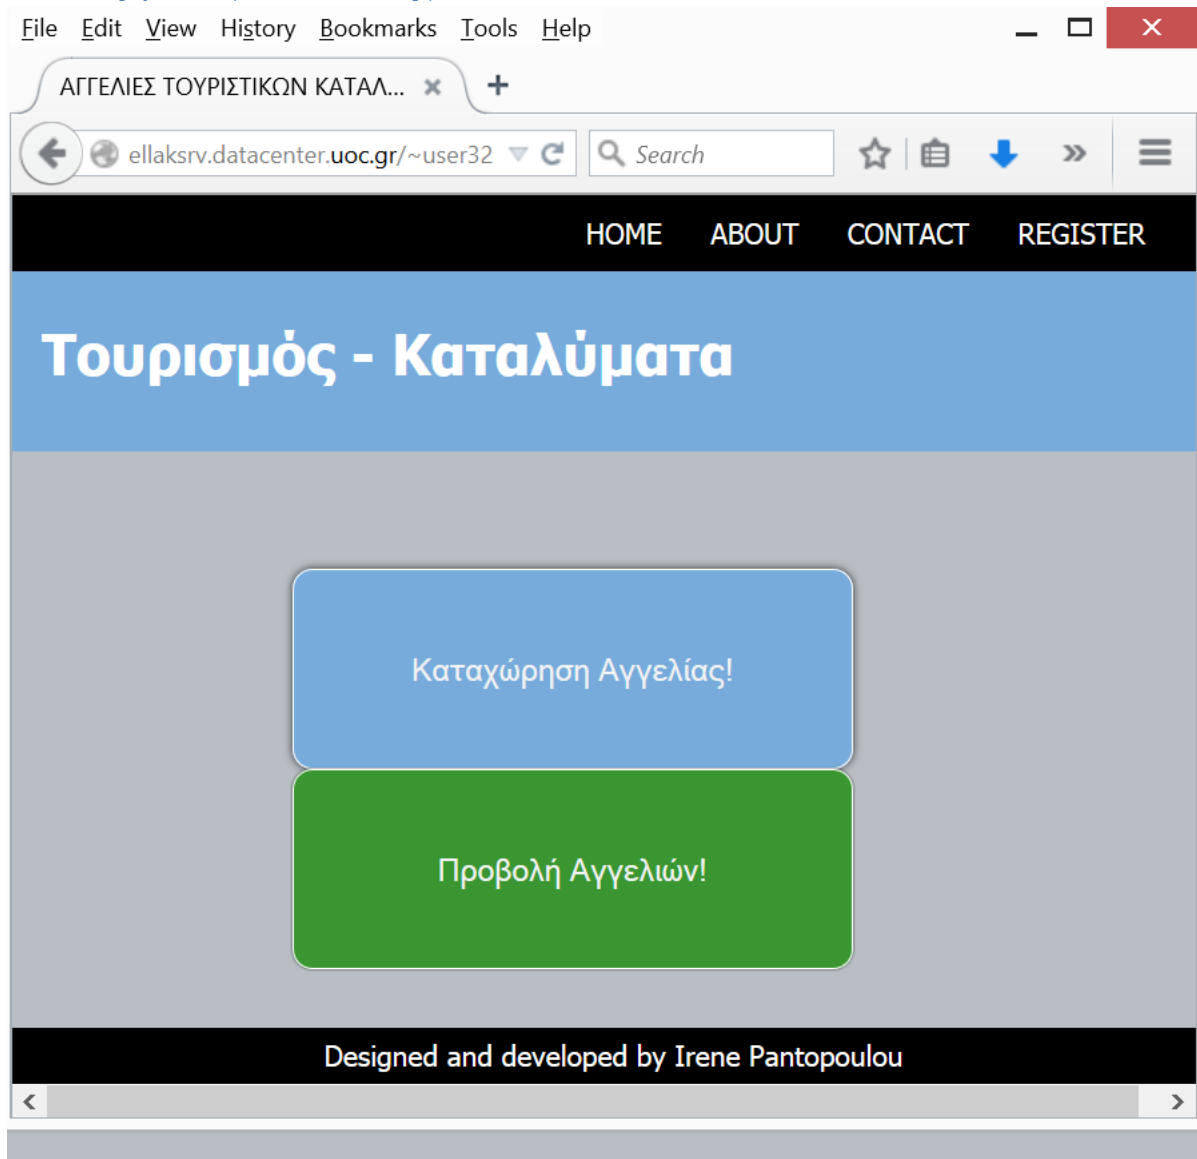 File Edit View History Bookmarks Tools Help
ΑΓΓΕΛΙΕΣ ΤΟΥΡΙΣΤΙΚΩΝ ΚΑΤΑΛ...
ellaksrv.datacenter.uoc.gr/~user32 Search
HOME ABOUT CONTACT REGISTER
Τουρισμός - Καταλύματα
Καταχώρηση Αγγελίας!
Προβολή Αγγελιών!
Designed and developed by Irene Pantopoulou